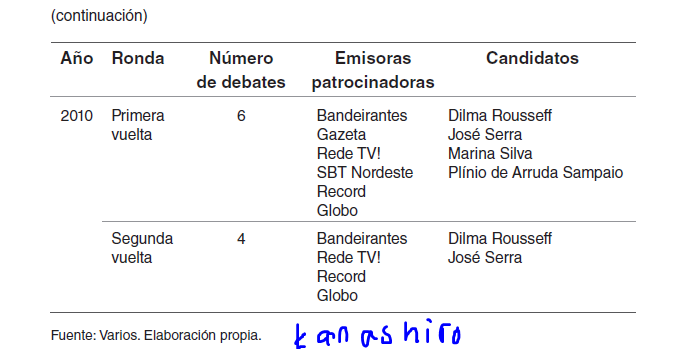 (continuación)
Año Ronda Número de debates Emisoras patrocinadoras Candidatos
2010 Primera vuelta 6 Bandeirantes Dilma Rousseff
Gazeta José Serra
Rede TV! Marina Silva
SBT Nordeste Plínio de Arruda Sampaio
Record
Globo
Segunda vuelta 4 Bandeirantes Dilma Rousseff
Rede TV! José Serra
Record
Globo
Fuente: Varios. Elaboración propia. kanashiro